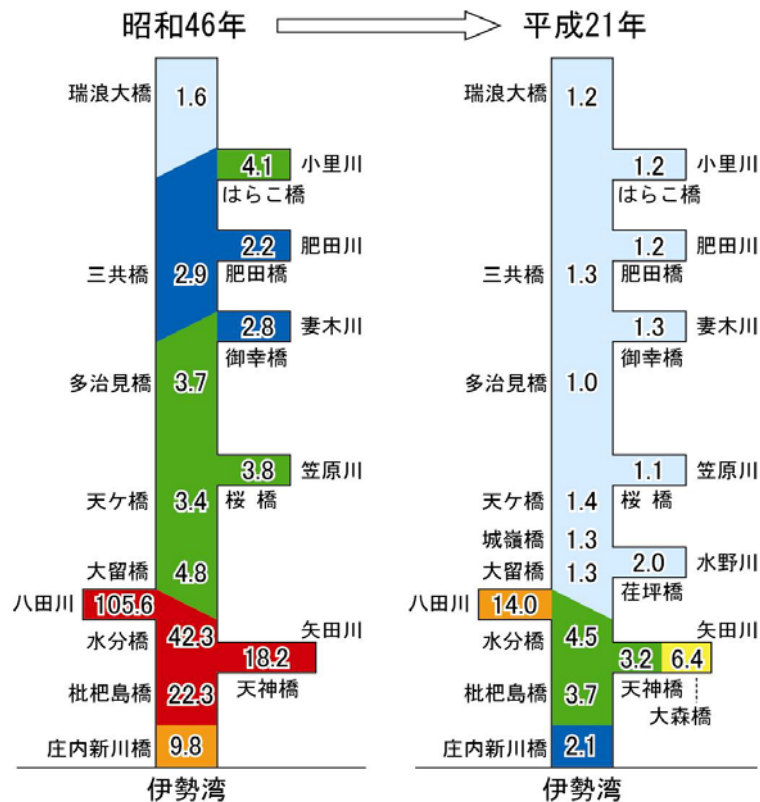 昭和46年
平成21年
瑞浪大橋 1.6
4.1 小里川
はらこ橋
2.2 肥田川
三共橋 2.9 肥田橋
2.8 妻木川
御幸橋
多治見橋 3.7
3.8 笠原川
天ケ橋 3.4 桜 橋
大留橋 4.8
八田川 105.6
水分橋 42.3 矢田川
18.2
枇杷島橋 22.3 天神橋
庄内新川橋 9.8
伊勢湾
瑞浪大橋 1.2
1.2 小里川
はらこ橋
1.2 肥田川
三共橋 1.3 肥田橋
1.3 妻木川
御幸橋
多治見橋 1.0
1.1 笠原川
天ケ橋 1.4 桜 橋
城嶺橋 1.3
2.0 水野川
大留橋 1.3
荏坪橋
八田川 14.0
水分橋 4.5 矢田川
3.2 6.4
枇杷島橋 3.7 天神橋
大森橋
庄内新川橋 2.1
伊勢湾